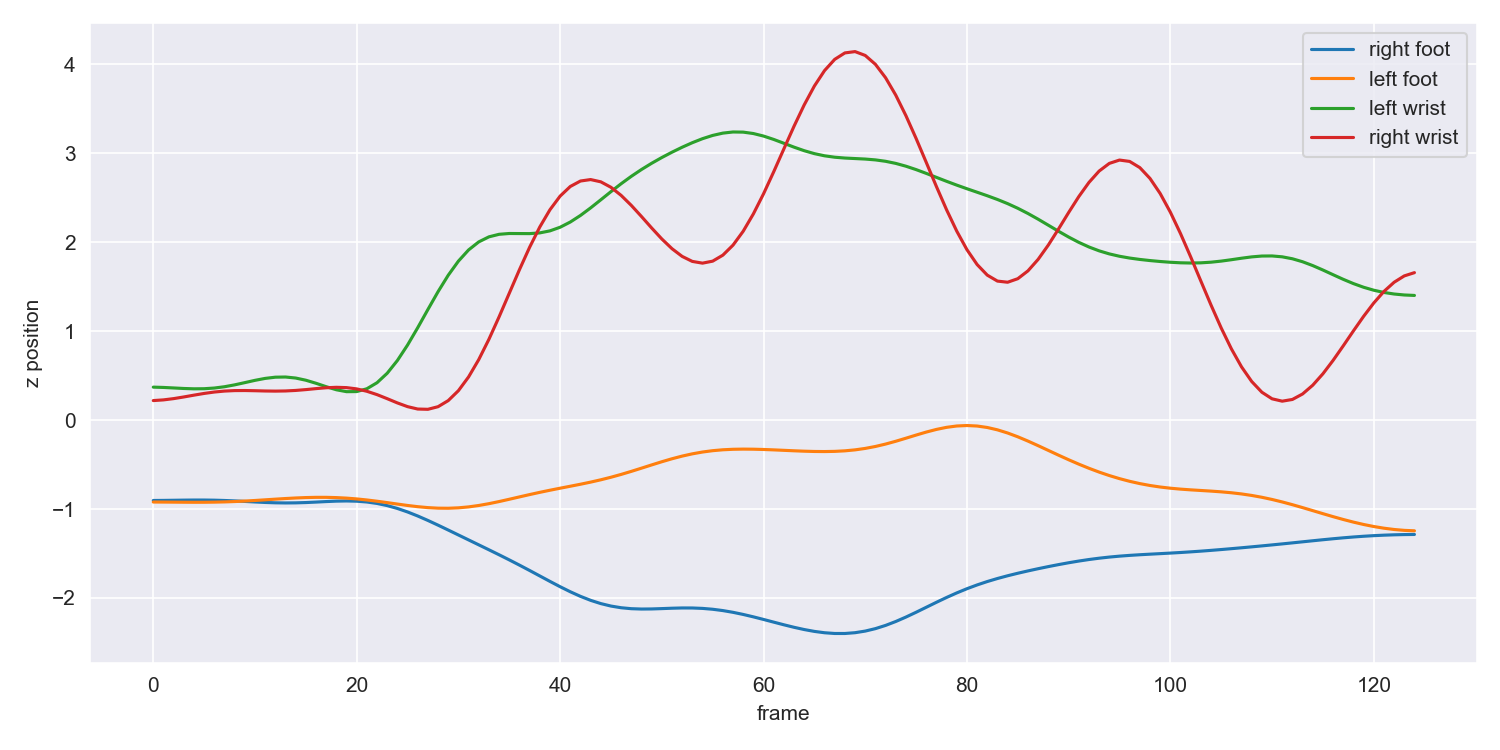 right foot
left foot
left wrist
right wrist
4
3
2
1
0
−1
−2
z position
0 20 40 60 80 100 120
frame